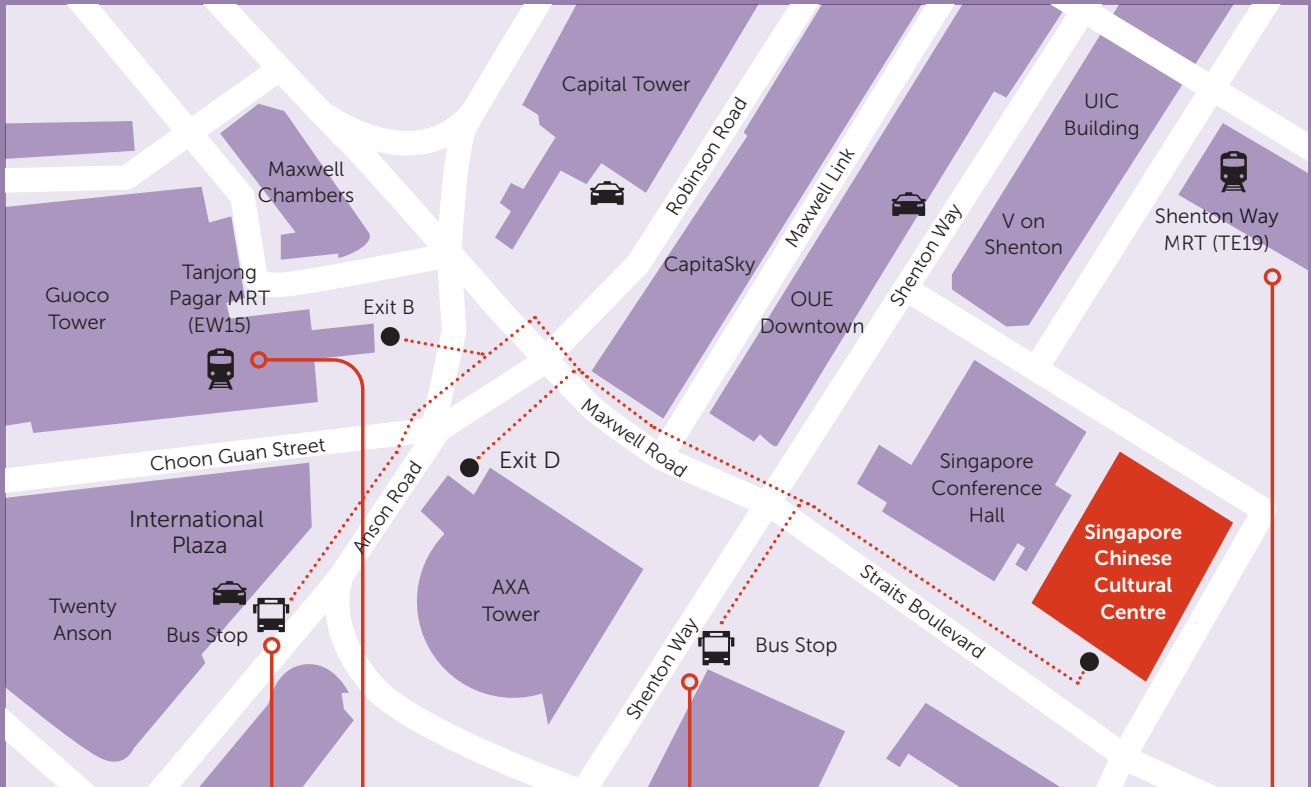 Capital Tower
UIC
Building
Robinson Road
Maxwell Link
Maxwell
Chambers
Shenton Way
V on
Shenton
Shenton Way
MRT (TE19)
CapitaSky
Tanjong
Pagar MRT
(EW15)
Guoco
Tower
Exit B
OUE
Downtown
Maxwell Road
Choon Guan Street
Exit D
Singapore
Conference
Hall
Anson Road
International
Plaza
Singapore
Chinese
Cultural
Centre
AXA
Tower
Straits Boulevard
Twenty
Anson
Bus Stop
Shenton Way
Bus Stop